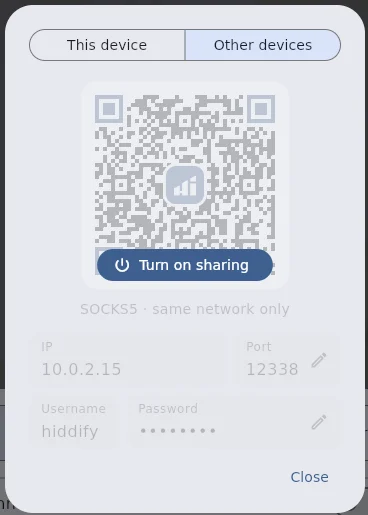 This device
Other devices
Turn on sharing
SOCKS5 · same network only
IP
10.0.2.15
Port
12338
Username
hiddify
Password
••••••••
Close